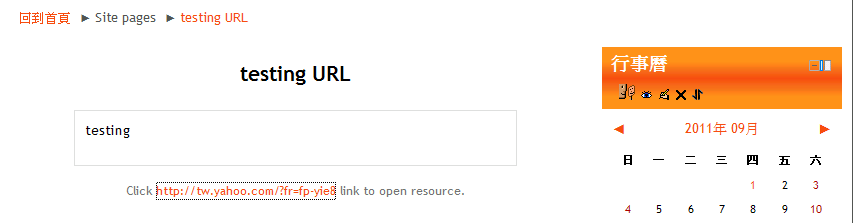 回到首頁 ► Site pages ► testing URL
testing URL
testing
Click http://tw.yahoo.com/?fr=fp-yie8 link to open resource.
行事曆
◄ 2011年 09月 ►
日 一 二 三 四 五 六
1 2 3
4 5 6 7 8 9 10